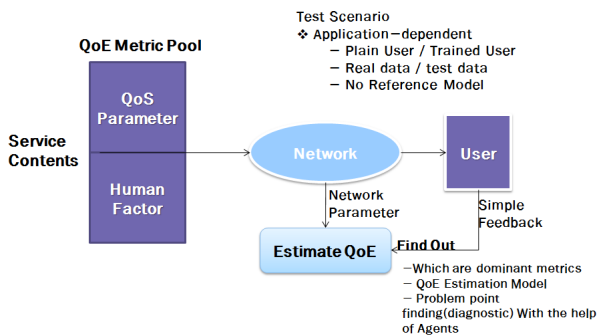 Test Scenario
❖ Application-dependent
– Plain User / Trained User
– Real data / test data
– No Reference Model
QoE Metric Pool
QoS
Parameter
Service
Contents
Human
Factor
Network
User
Network
Parameter
Simple
Feedback
Estimate QoE
Find Out
–Which are dominant metrics
– QoE Estimation Model
– Problem point
finding(diagnostic) With the help
of Agents